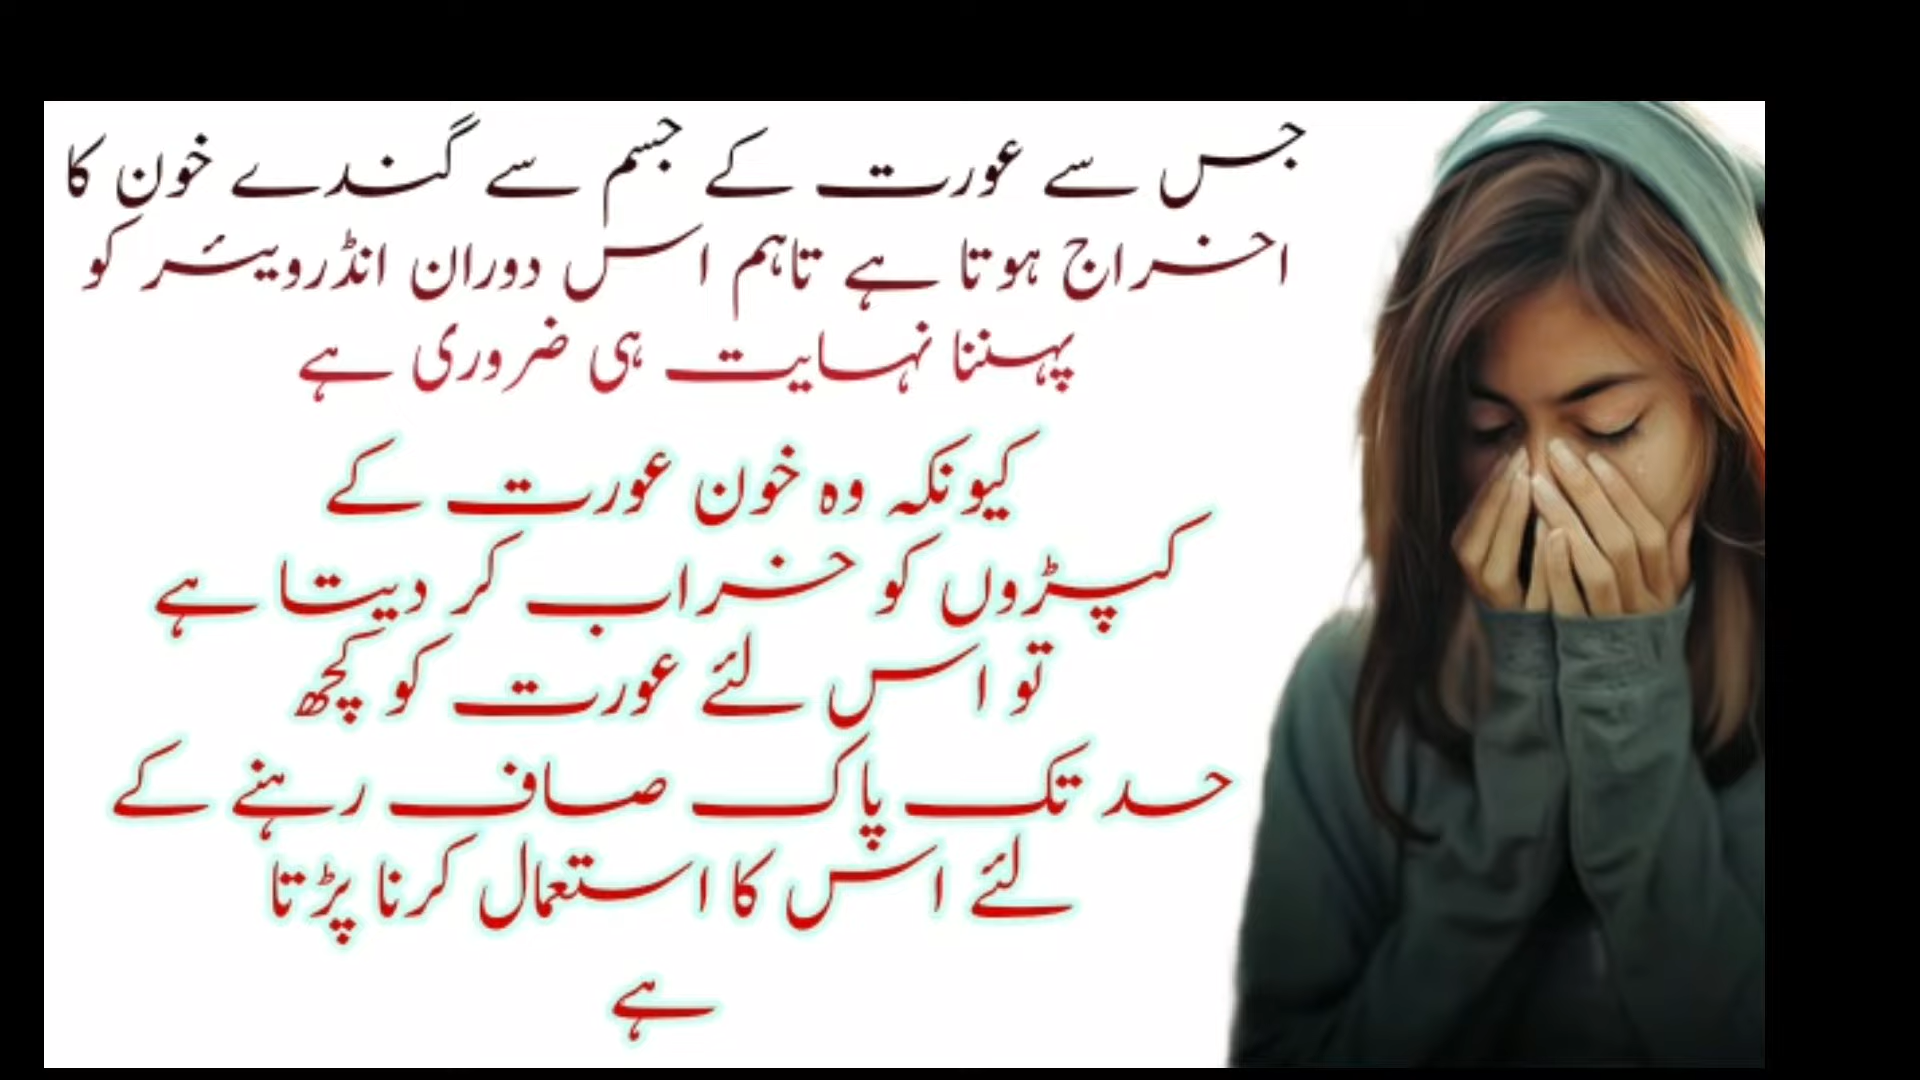 جس سے عورت کے جسم سے گندے خون کا
اخراج ہوتا ہے تاہم اس دوران انڈرویئر کو
پہننا نہایت ہی ضروری ہے
کیونکہ وہ خون عورت کے
کپڑوں کو خراب کر دیتا ہے
تو اس لئے عورت کو کچھ
حد تک پاک صاف رہنے کے
لئے اس کا استعمال کرنا پڑتا
ہے